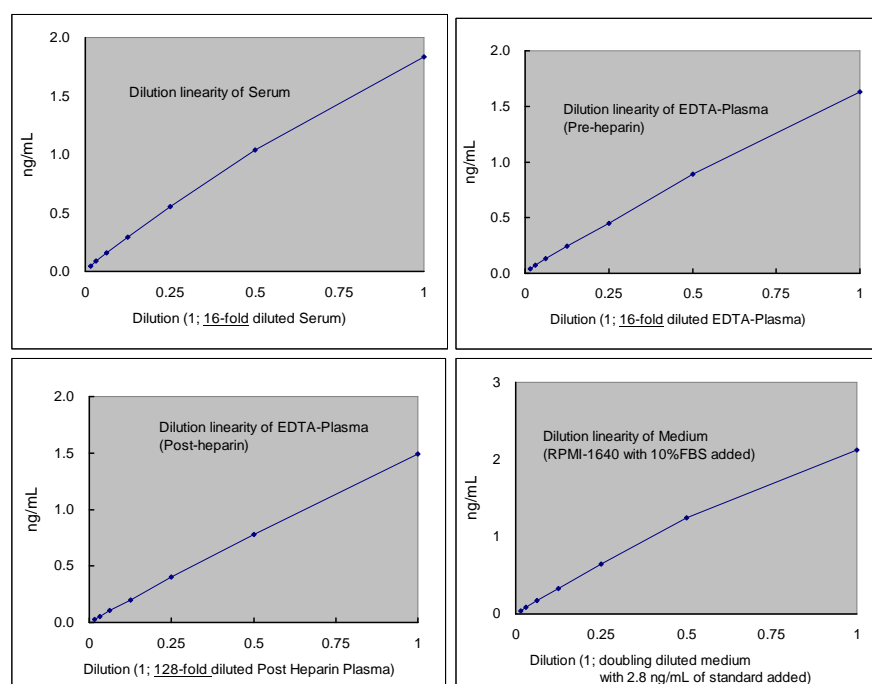 Dilution linearity of Serum
ng/mL
2.0
1.5
1.0
0.5
0.0
0 0.25 0.5 0.75 1
Dilution (1; 16-fold diluted Serum)
Dilution linearity of EDTA-Plasma
(Pre-heparin)
ng/mL
2.0
1.5
1.0
0.5
0.0
0 0.25 0.5 0.75 1
Dilution (1; 16-fold diluted EDTA-Plasma)
Dilution linearity of EDTA-Plasma
(Post-heparin)
ng/mL
2.0
1.5
1.0
0.5
0.0
0 0.25 0.5 0.75 1
Dilution (1; 128-fold diluted Post Heparin Plasma)
Dilution linearity of Medium
(RPMI-1640 with 10%FBS added)
ng/mL
3
2
1
0
0 0.25 0.5 0.75 1
Dilution (1; doubling diluted medium
with 2.8 ng/mL of standard added)